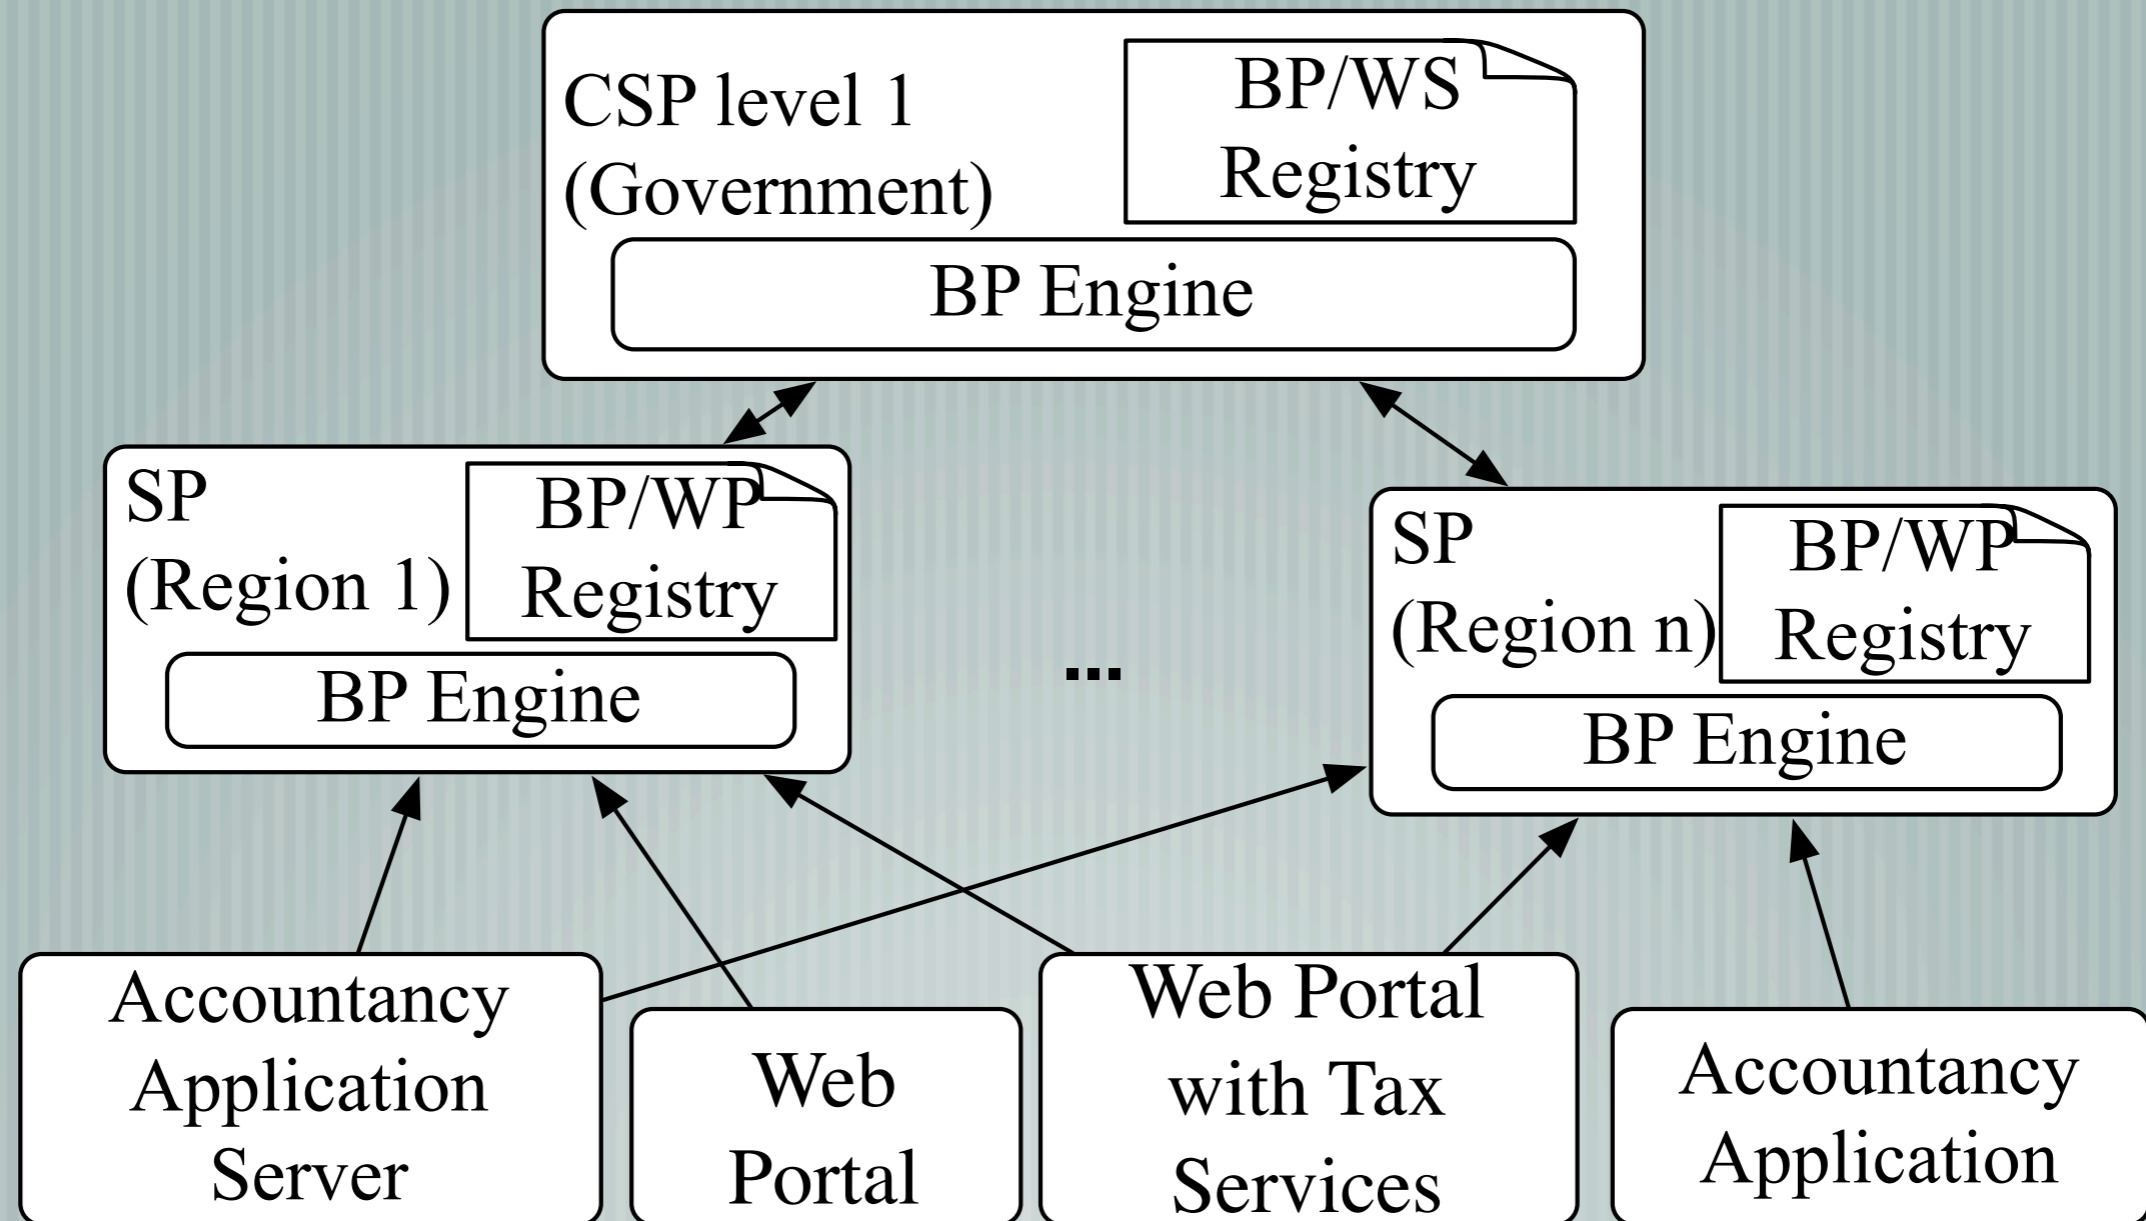 CSP level 1
(Government)
BP/WS
Registry
BP Engine
SP
(Region 1)
BP/WP
Registry
BP Engine
...
SP
(Region n)
BP/WP
Registry
BP Engine
Accountancy
Application
Server
Web
Portal
Web Portal
with Tax
Services
Accountancy
Application